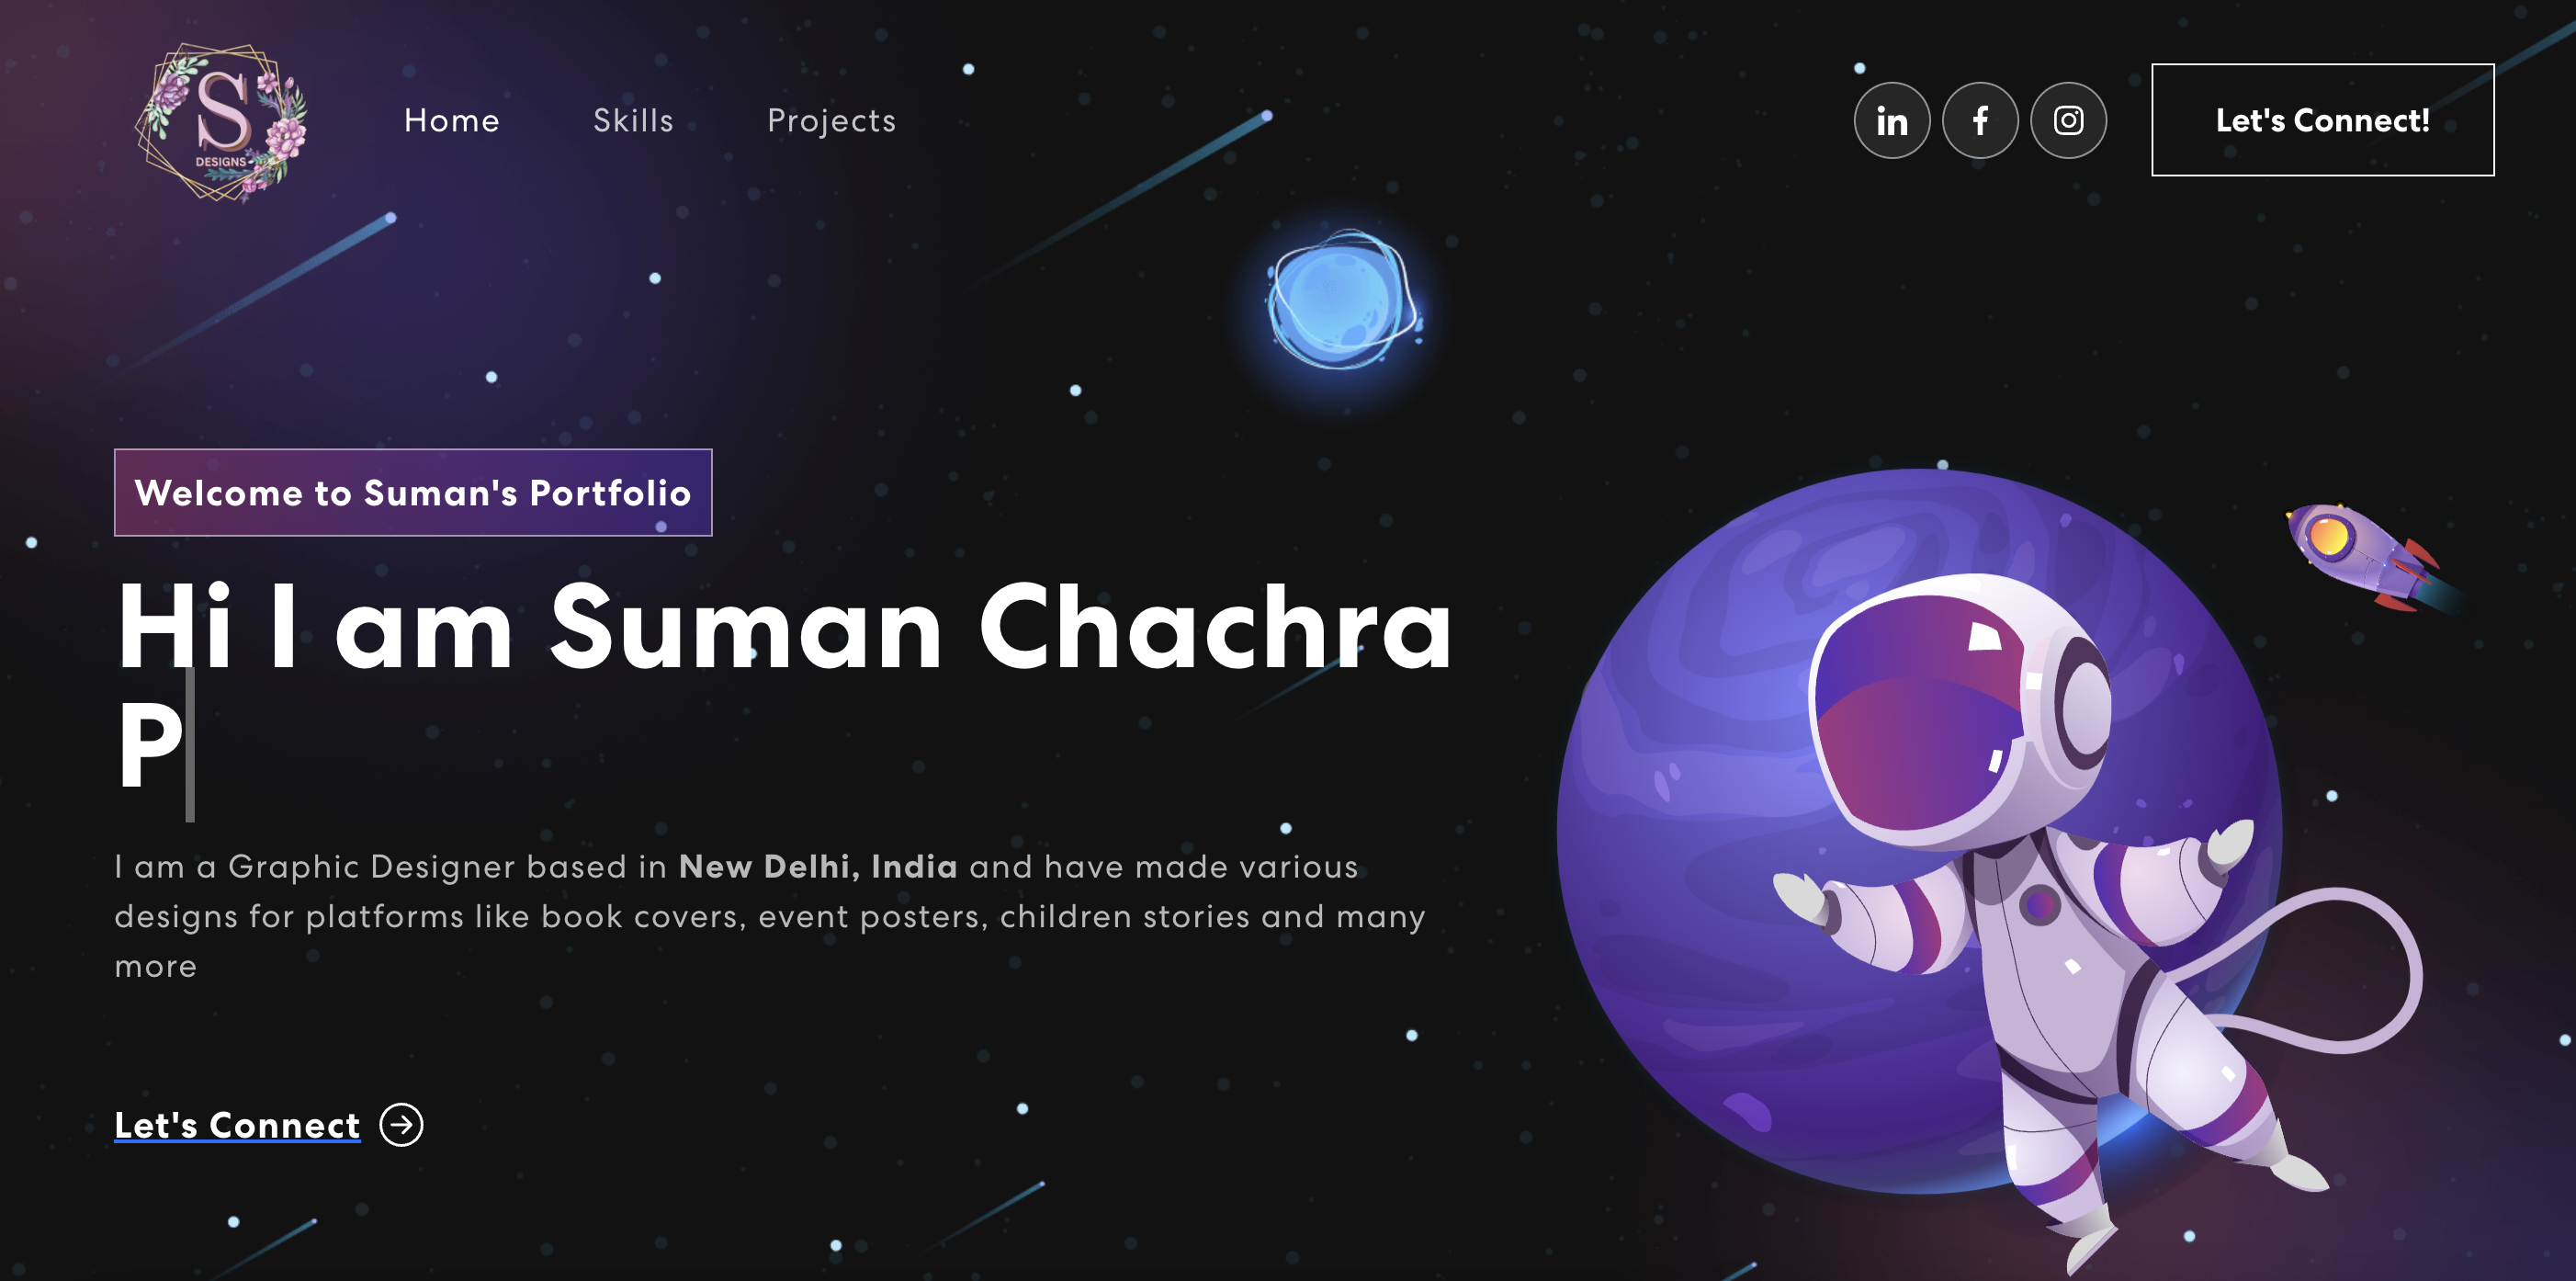 S
DESIGNS
Home
Skills
Projects
in
f
Let's Connect!
Welcome to Suman's Portfolio
Hi I am Suman Chachra
P
I am a Graphic Designer based in New Delhi, India and have made various
designs for platforms like book covers, event posters, children stories and many
more
Let's Connect